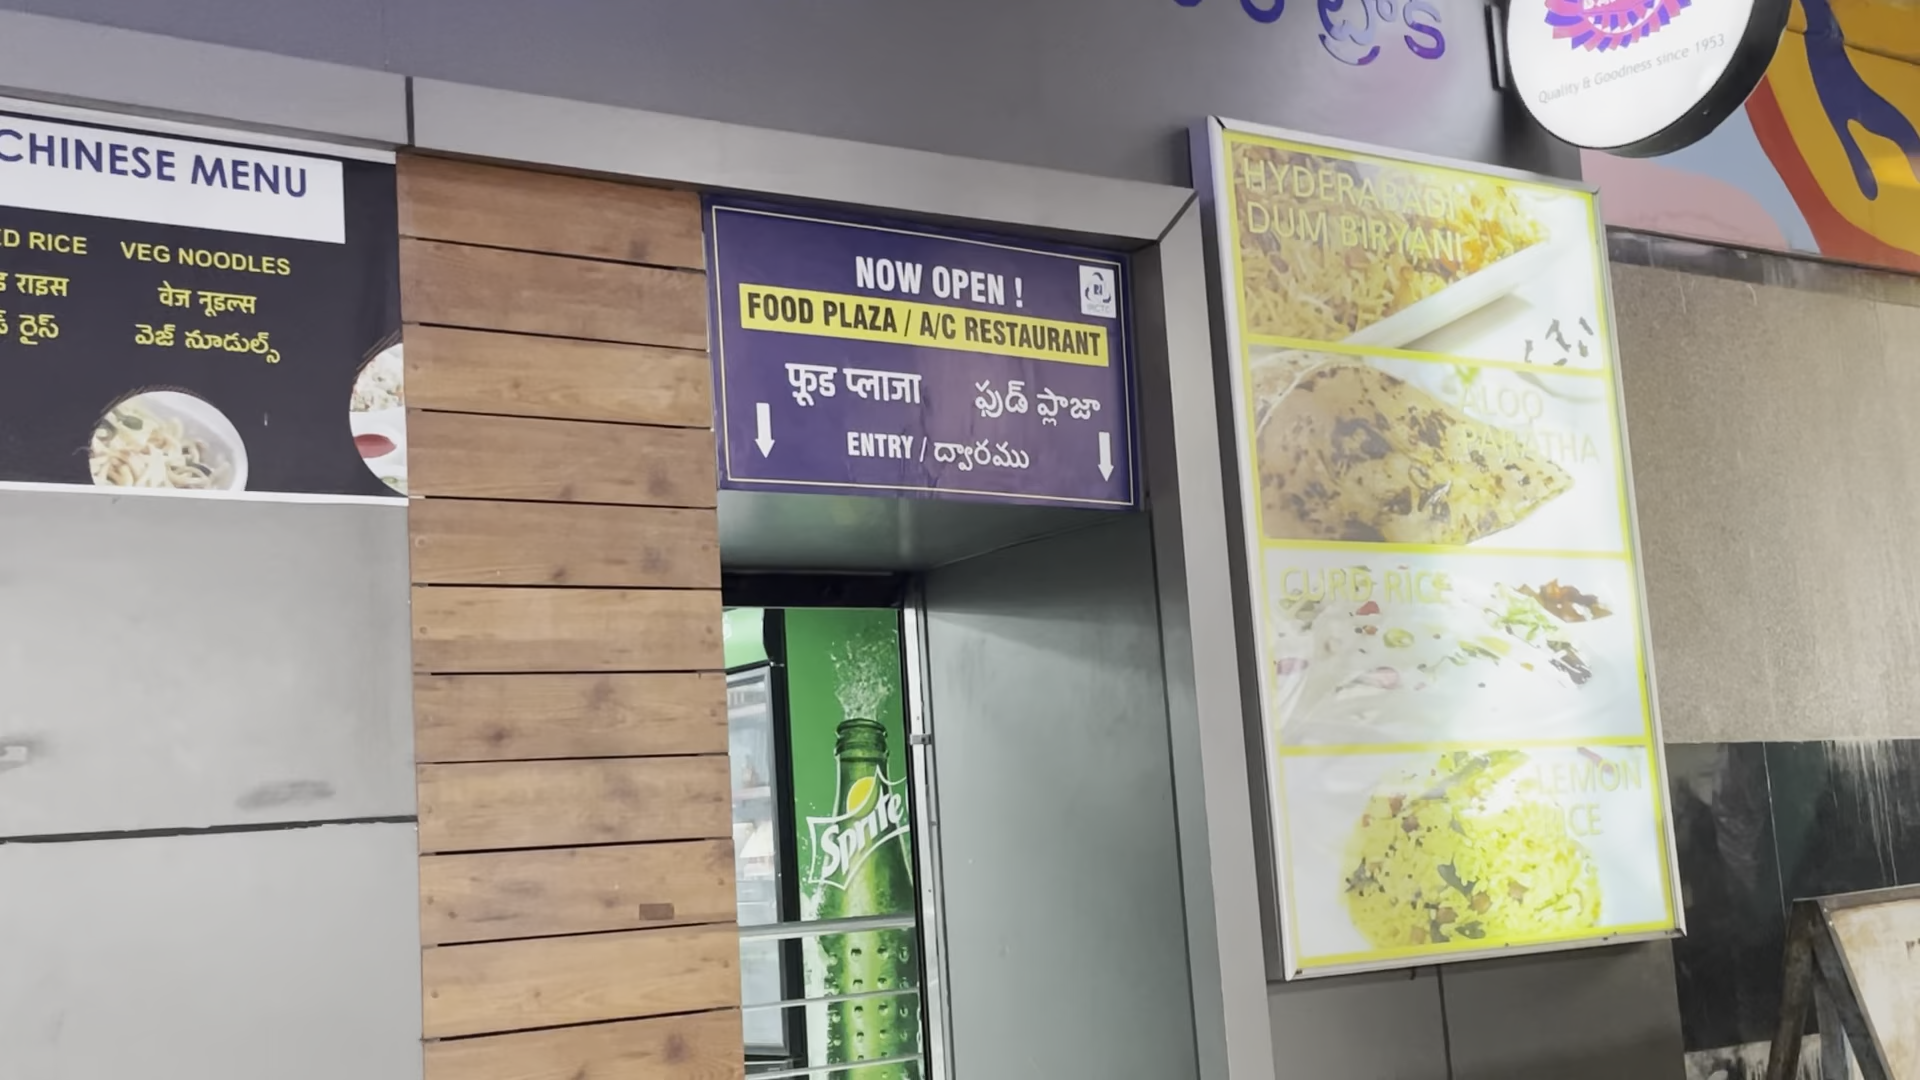 CHINESE MENU
RICE
VEG NOODLES
राइस
वेज नूडल्स
రైస్
వెజ్ నూడుల్స్
NOW OPEN !
FOOD PLAZA / A/C RESTAURANT
फ़ूड प्लाजा
ఫుడ్ ప్లాజా
ENTRY / ద్వారము
Sprite
Quality & Goodness since 1953
HYDERABADI
DUM BIRYANI
ALOO
PARATHA
CURD RICE
LEMON
RICE